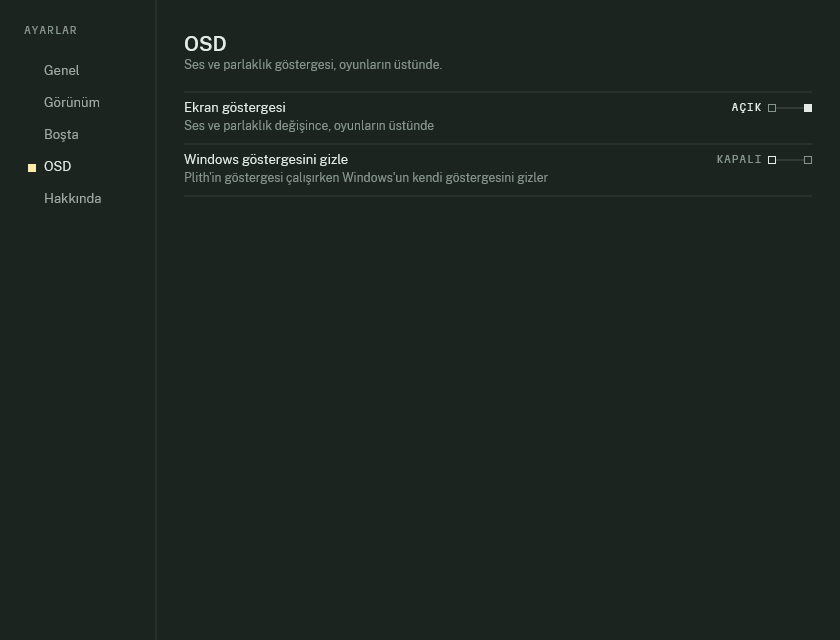 AYARLAR
Genel
Görünüm
Boşta
OSD
Hakkında
OSD
Ses ve parlaklık göstergesi, oyunların üstünde.
Ekran göstergesi
AÇIK
Ses ve parlaklık değişince, oyunların üstünde
Windows göstergesini gizle
KAPALI
Plith'in göstergesi çalışırken Windows'un kendi göstergesini gizler